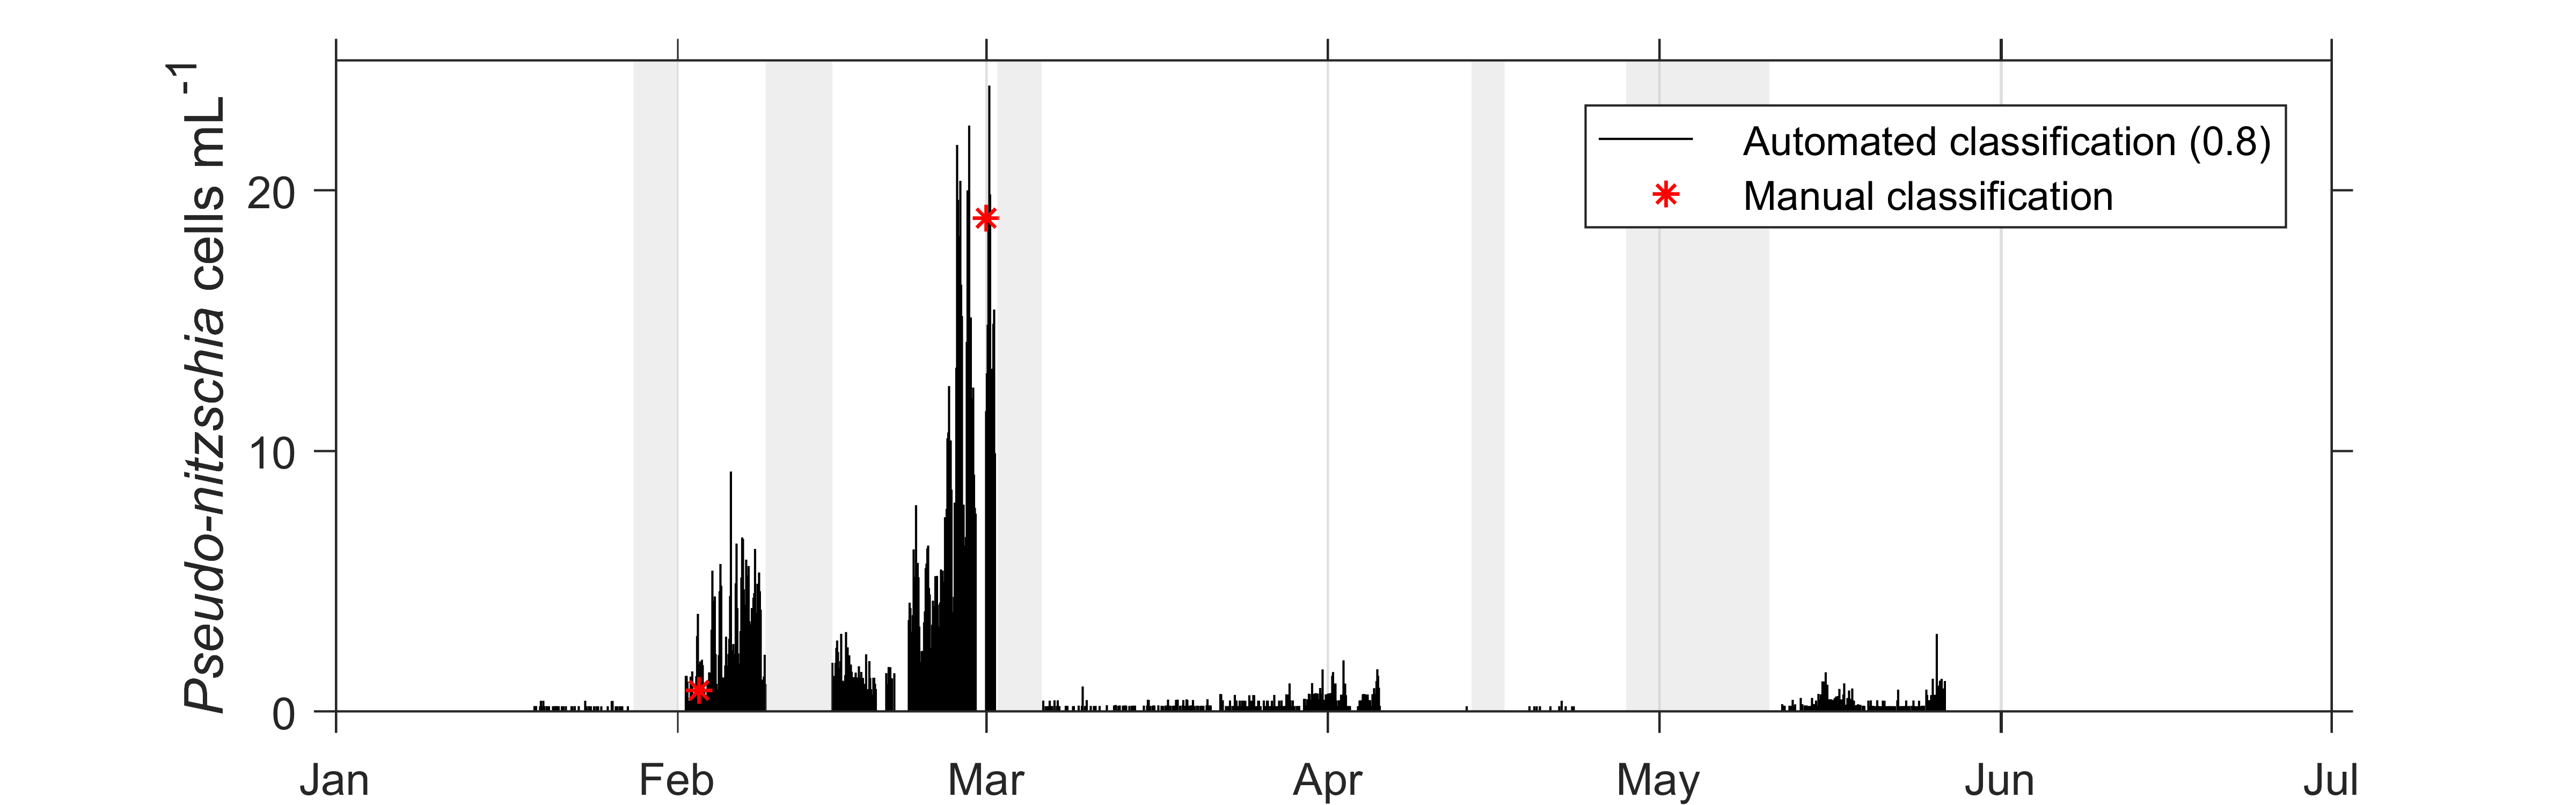 Pseudo-nitzschia cells mL-1
20
10
0
Automated classification (0.8)
Manual classification
Jan Feb Mar Apr May Jun Jul